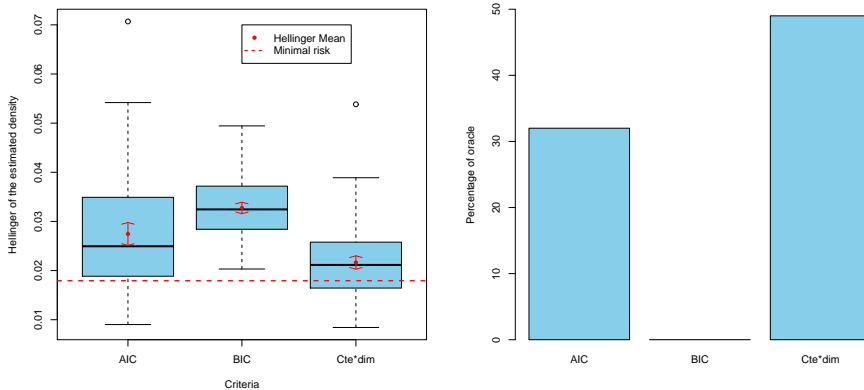 Hellinger of the estimated density
0.07
0.06
0.05
0.04
0.03
0.02
0.01
Hellinger Mean
Minimal risk
AIC
BIC
Cte*dim
Criteria
Percentage of oracle
50
40
30
20
10
0
AIC
BIC
Cte*dim